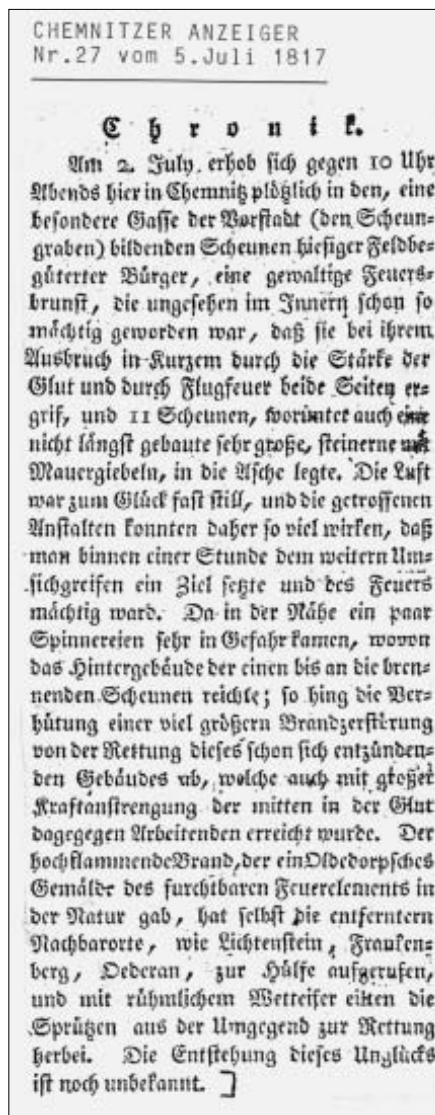 CHEMNITZER ANZEIGER
Nr.27 vom 5.Juli 1817
Chronik.
Am 2. July erhob sich gegen 10 Uhr
Abends hier in Chemnitz plötzlich in den, eine
besondere Gasse der Vorstadt (den Scheun-
graben) bildenden Scheunen hiesiger Feldbe-
güterter Bürger, eine gewaltige Feuers-
brunst, die ungesehen im Innern schon so
mächtig geworden war, daß sie bei ihrem
Ausbruch in Kurzem durch die Stärke der
Glut und durch Flugfeuer beide Seiten er-
grif, und 11 Scheunen, worunter auch eine
nicht längst gebaute sehr große, steinerne mit
Mauergiebeln, in die Asche legte. Die Luft
war zum Glück fast still, und die getroffenen
Anstalten konnten daher so viel wirken, daß
man binnen einer Stunde dem weitern Um-
sichgreifen ein Ziel setzte und des Feuers
mächtig ward. Da in der Nähe ein paar
Spinnereien sehr in Gefahr kamen, wovon
das Hintergebäude der einen bis an die bren-
nenden Scheunen reichte; so hing die Ver-
hütung einer viel größern Brandzerstörung
von der Rettung dieses schon sich entzünden-
den Gebäudes ab, welche auch mit großer
Kraftanstrengung der mitten in der Glut
dagegegen Arbeitenden erreicht wurde. Der
hochflammende Brand, der ein Oldedorpsches
Gemälde des furchtbaren Feuerelements in
der Natur gab, hat selbst die entferntern
Nachbarorte, wie Lichtenstein, Franken-
berg, Oederan, zur Hülfe aufgerufen,
und mit rühmlichem Wetteifer eilten die
Sprützen aus der Umgegend zur Rettung
herbei. Die Entstehung dieses Unglücks
ist noch unbekannt. ]